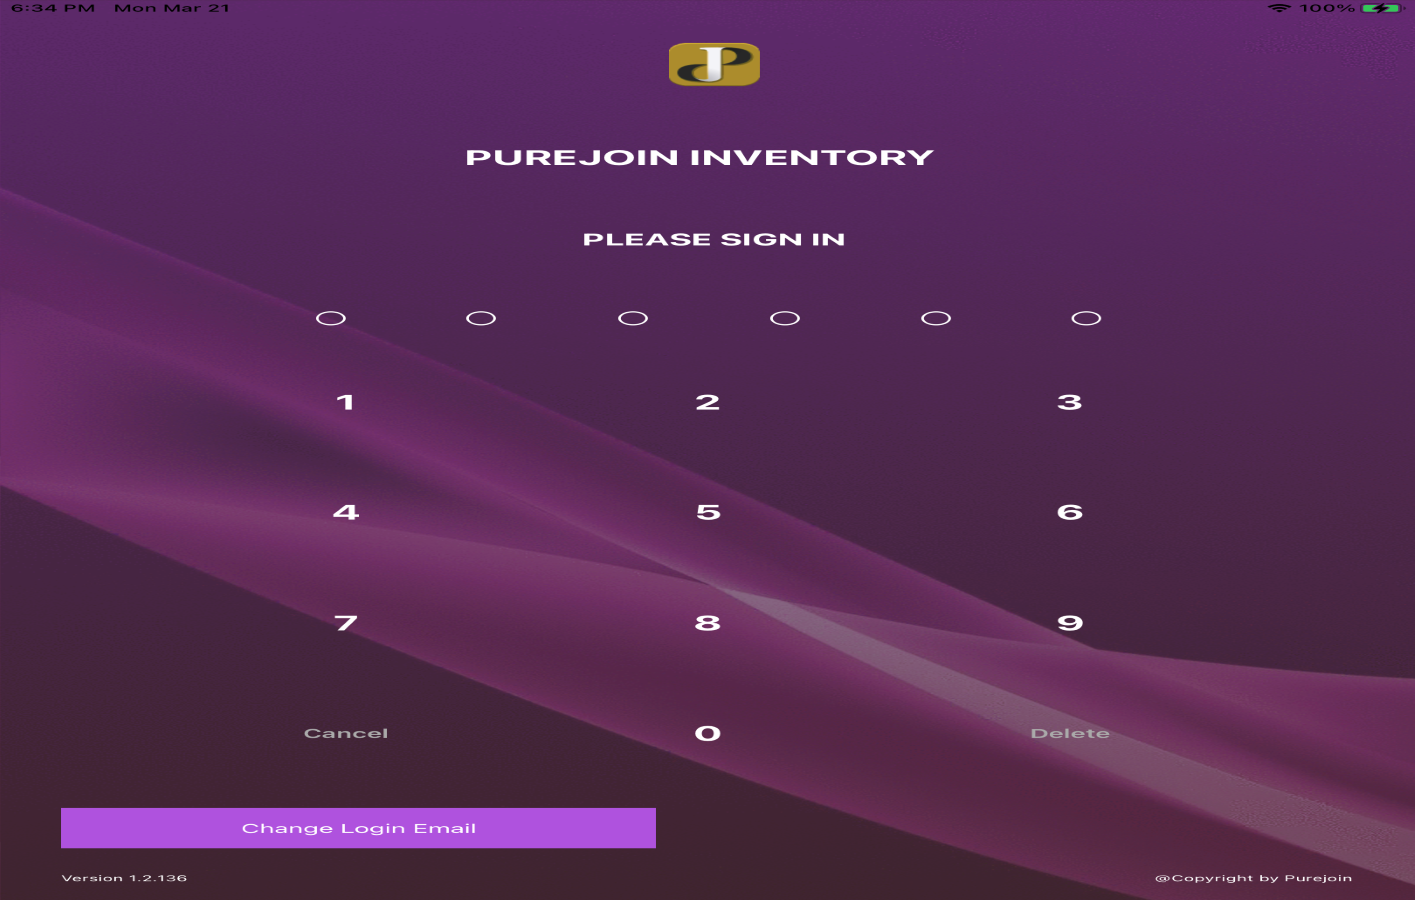 6:34 PM Mon Mar 21 100%
JP
PUREJOIN INVENTORY
PLEASE SIGN IN
1 2 3
4 5 6
7 8 9
Cancel 0 Delete
Change Login Email
Version 1.2.136 @Copyright by Purejoin